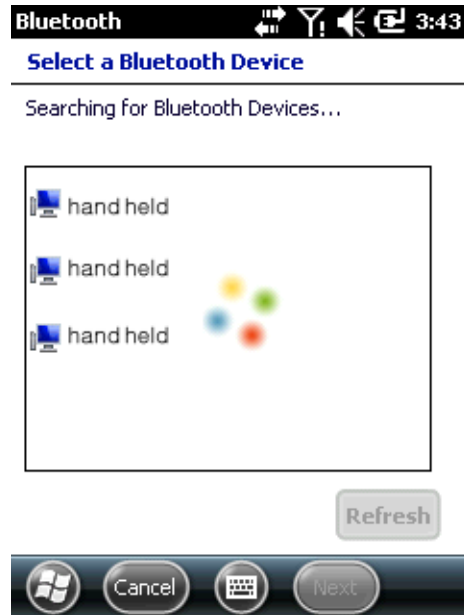 Bluetooth 3:43
Select a Bluetooth Device
Searching for Bluetooth Devices...
hand held
hand held
hand held
Refresh
Cancel Next